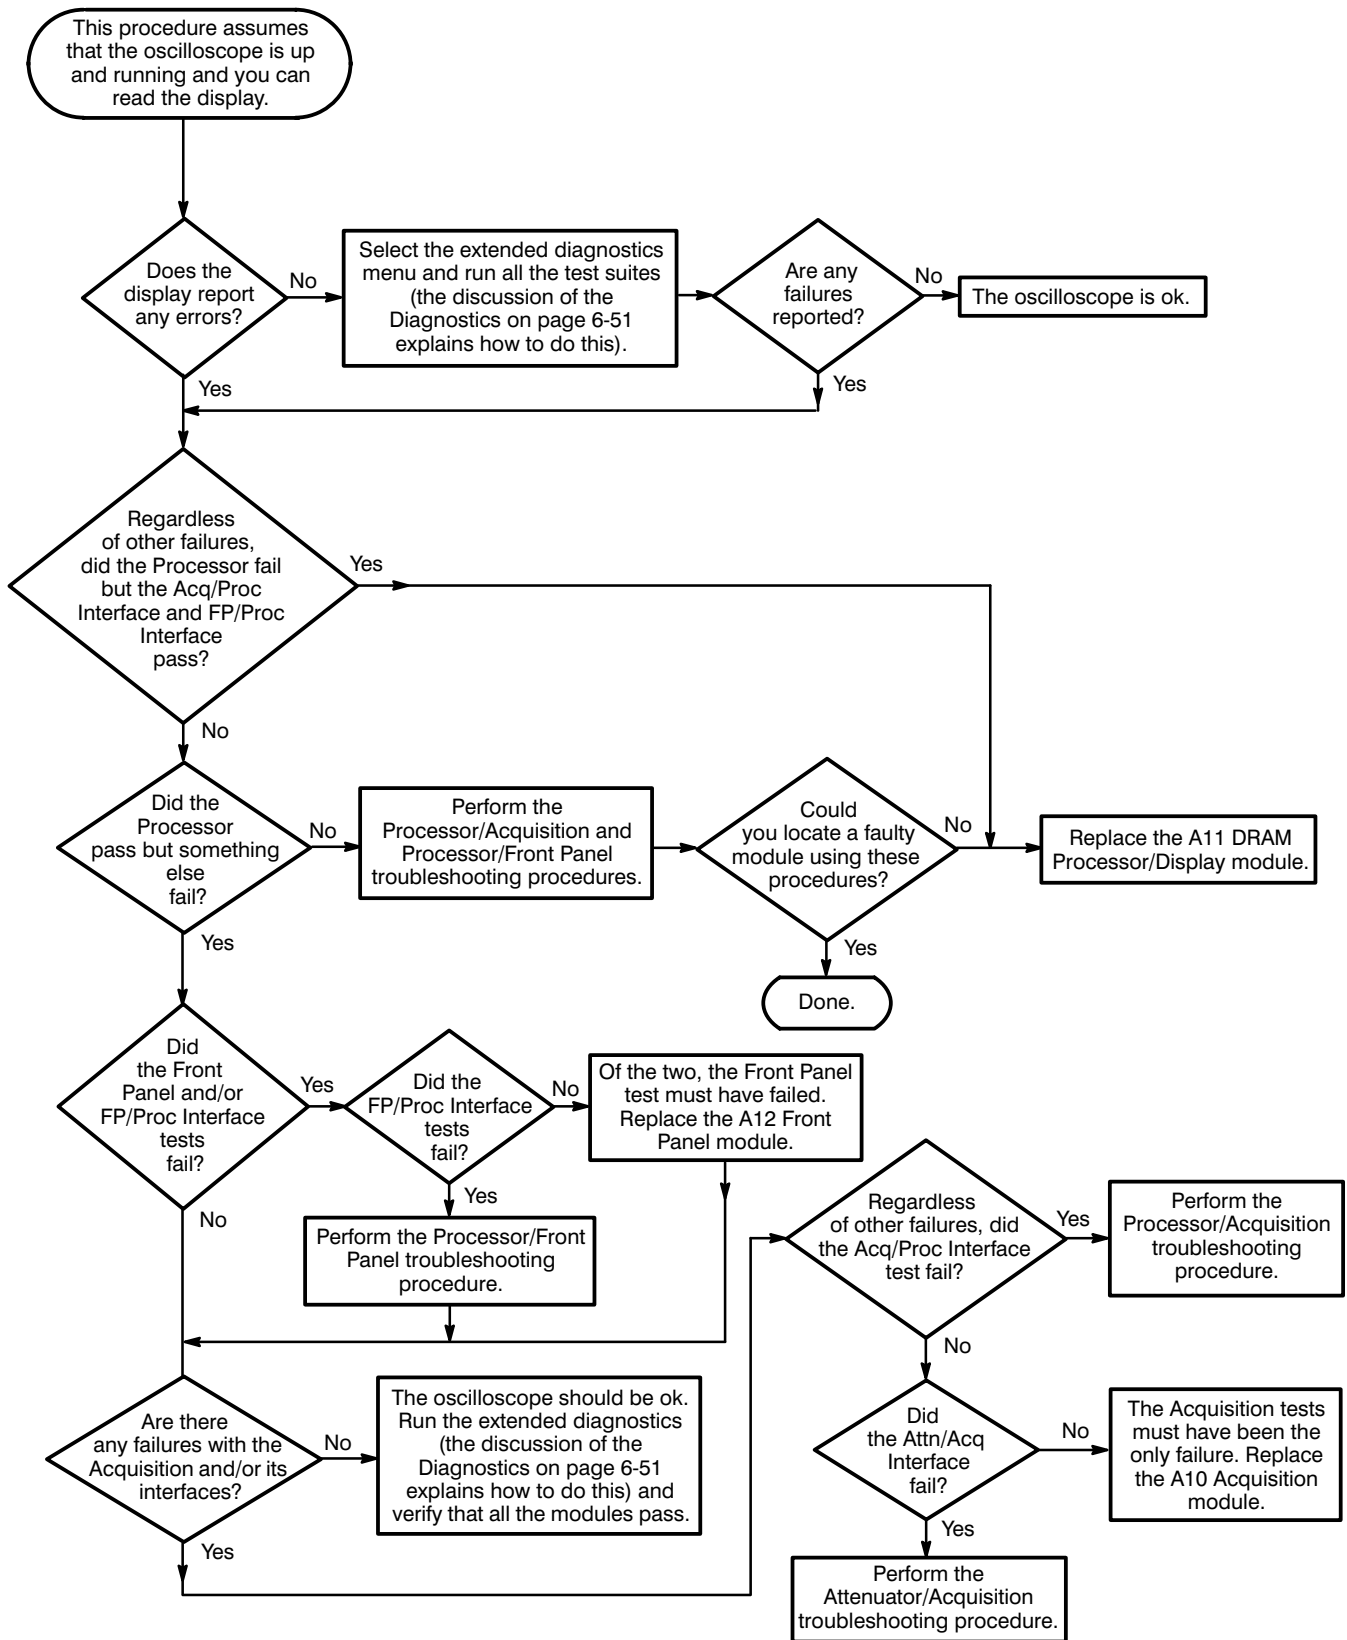 This procedure assumes
that the oscilloscope is up
and running and you can
read the display.
Does the
display report
any errors?
No
Select the extended diagnostics
menu and run all the test suites
(the discussion of the
Diagnostics on page 6-51
explains how to do this).
Are any
failures
reported?
No
The oscilloscope is ok.
Yes
Yes
Regardless
of other failures,
did the Processor fail
but the Acq/Proc
Interface and FP/Proc
Interface
pass?
Yes
No
Did the
Processor
pass but something
else
fail?
No
Perform the
Processor/Acquisition and
Processor/Front Panel
troubleshooting procedures.
Could
you locate a faulty
module using these
procedures?
No
Replace the A11 DRAM
Processor/Display module.
Yes
Yes
Done.
Did
the Front
Panel and/or
FP/Proc Interface
tests
fail?
Yes
Did the
FP/Proc Interface
tests
fail?
No
Of the two, the Front Panel
test must have failed.
Replace the A12 Front
Panel module.
Yes
No
Perform the Processor/Front
Panel troubleshooting
procedure.
Regardless
of other failures, did
the Acq/Proc Interface
test fail?
Yes
Perform the
Processor/Acquisition
troubleshooting
procedure.
No
Are there
any failures with the
Acquisition and/or its
interfaces?
No
The oscilloscope should be ok.
Run the extended diagnostics
(the discussion of the
Diagnostics on page 6-51
explains how to do this) and
verify that all the modules pass.
Did
the Attn/Acq
Interface
fail?
No
The Acquisition tests
must have been the
only failure. Replace
the A10 Acquisition
module.
Yes
Yes
Perform the
Attenuator/Acquisition
troubleshooting procedure.